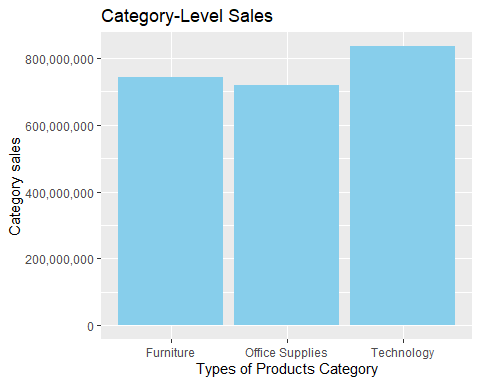 Category-Level Sales
Category sales
800,000,000
600,000,000
400,000,000
200,000,000
0
Furniture
Office Supplies
Technology
Types of Products Category